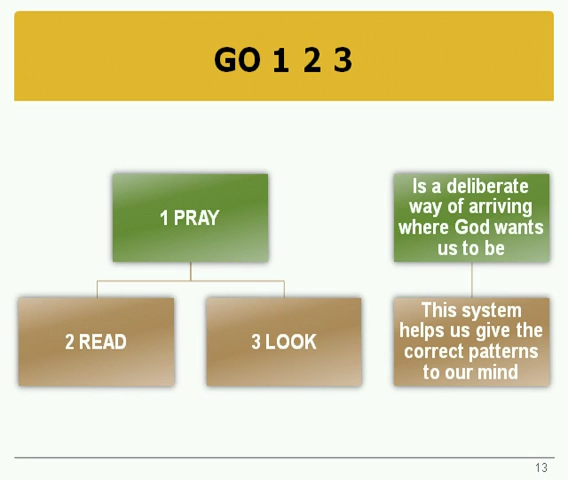 GO 1 2 3
1 PRAY
2 READ
3 LOOK
Is a deliberate
way of arriving
where God wants
us to be
This system
helps us give the
correct patterns
to our mind
13